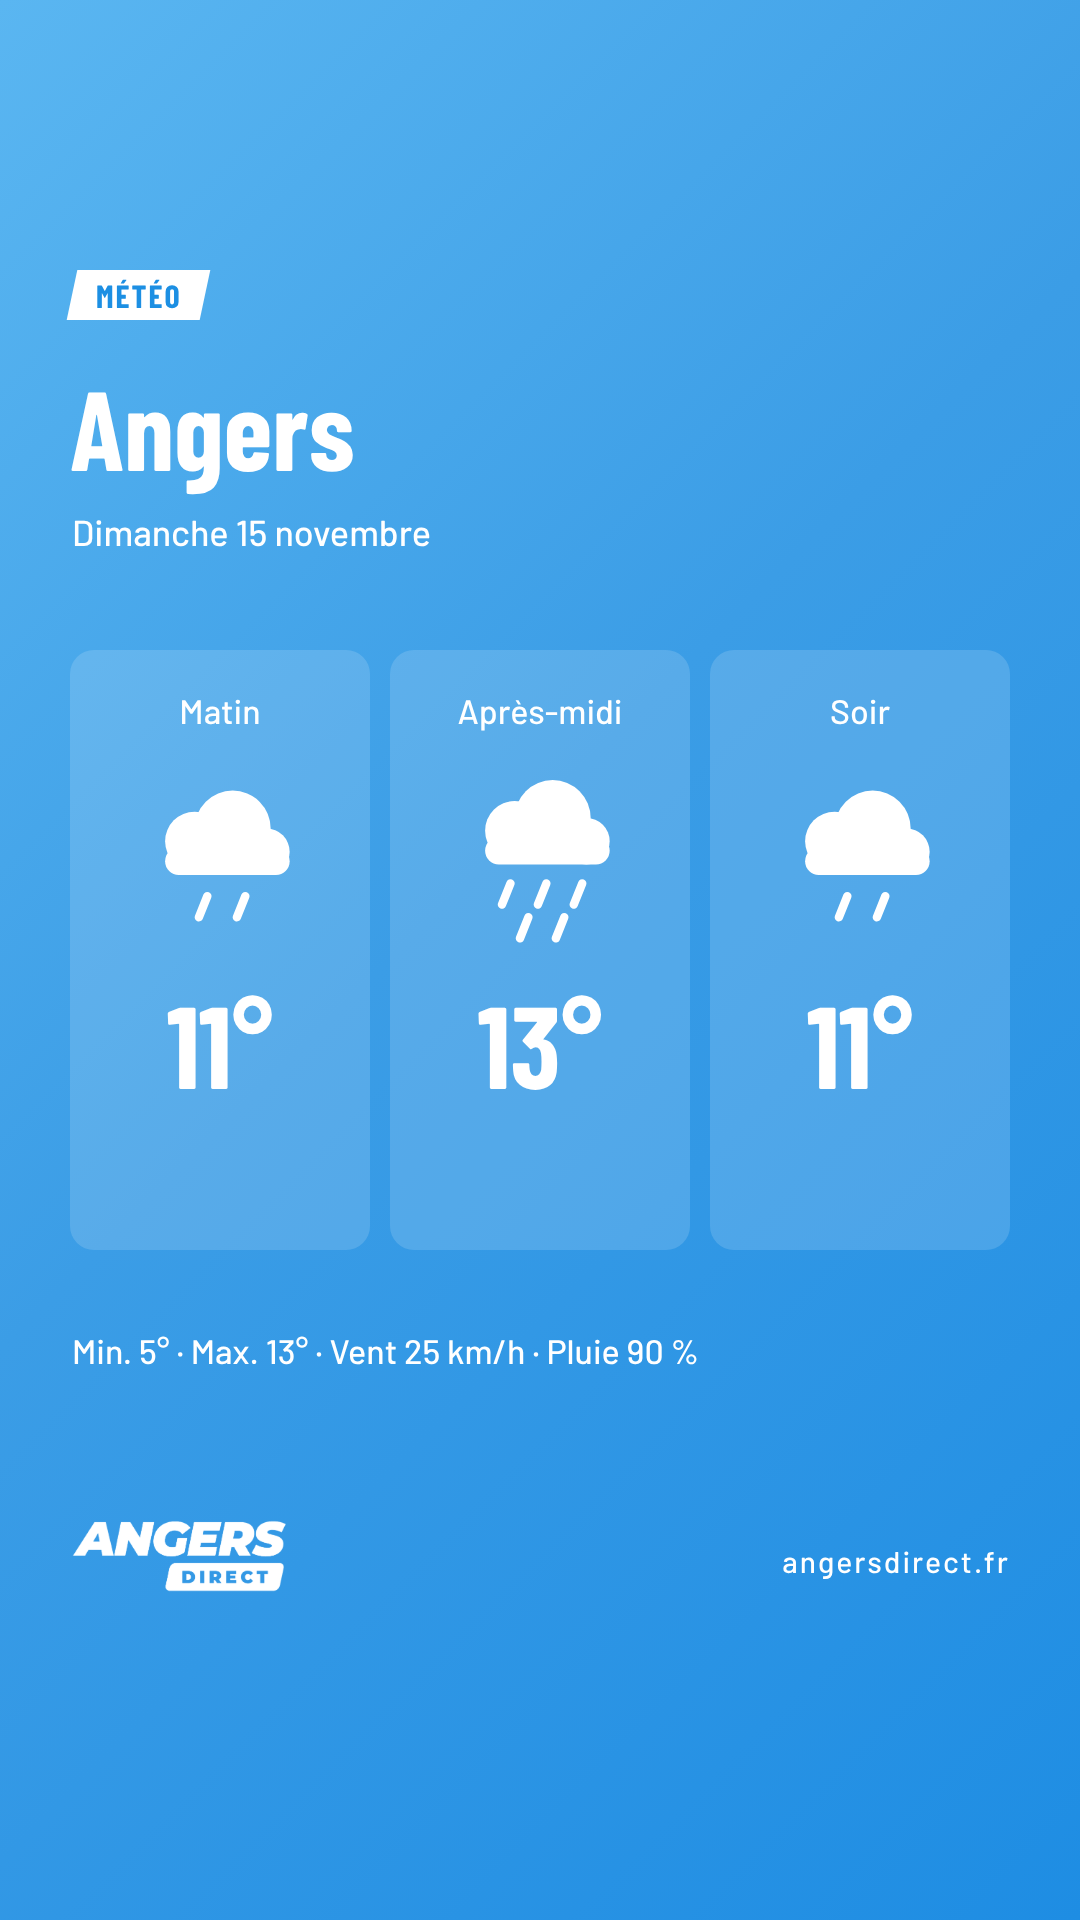 MÉTÉO
Angers
Dimanche 15 novembre
Matin
Après-midi
Soir
11°
13°
11°
Min. 5° · Max. 13° · Vent 25 km/h · Pluie 90 %
ANGERS
DIRECT
angersdirect.fr